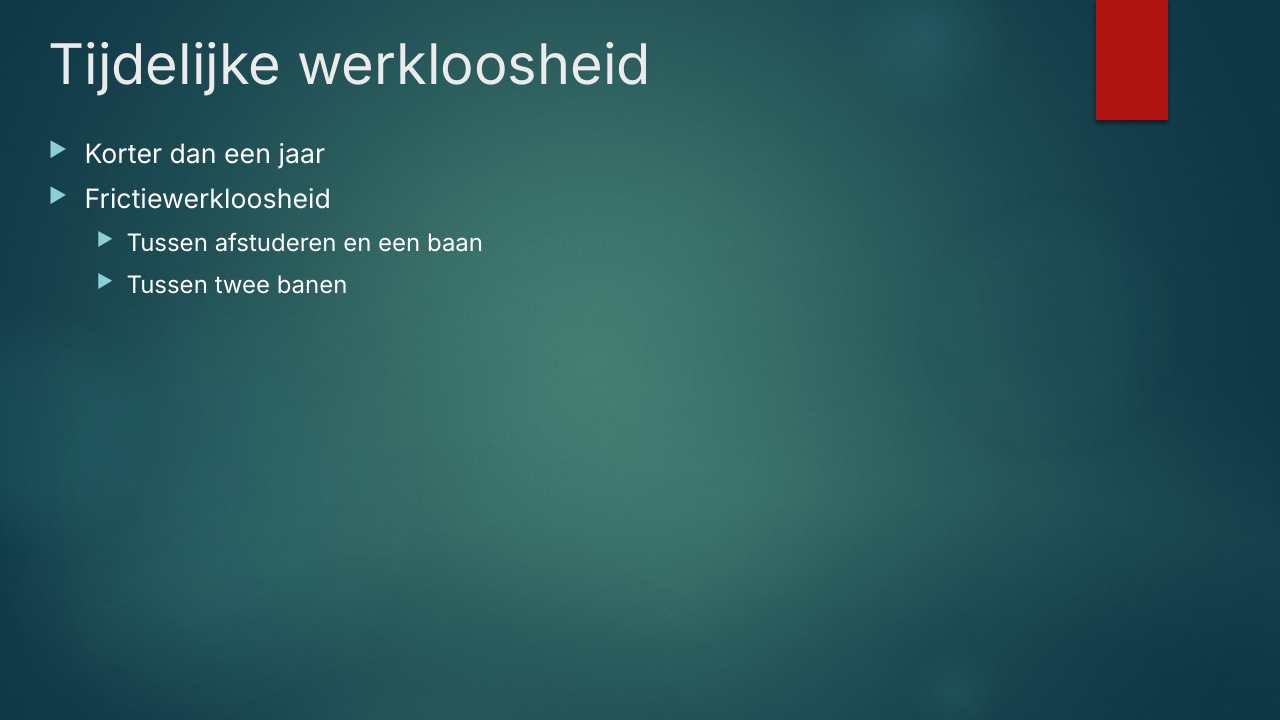 Tijdelijke werkloosheid
Korter dan een jaar
Frictiewerkloosheid
Tussen afstuderen en een baan
Tussen twee banen